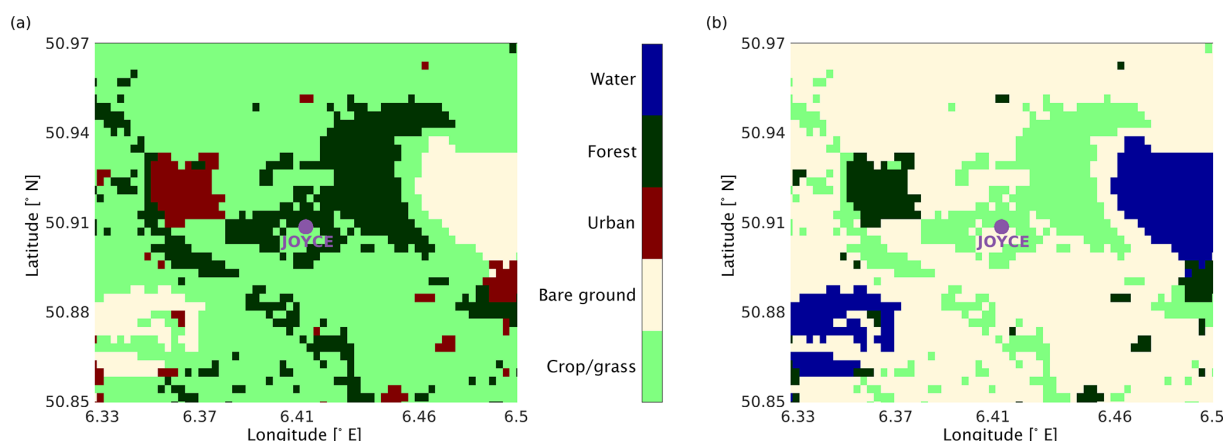 (a)
(b)
50.97
50.94
50.91
50.88
50.85
Latitude [° N]
6.33
6.37
6.41
6.46
6.5
Longitude [° E]
JOYCE
Water
Forest
Urban
Bare ground
Crop/grass
50.97
50.94
50.91
50.88
50.85
Latitude [° N]
6.33
6.37
6.41
6.46
6.5
Longitude [° E]
JOYCE